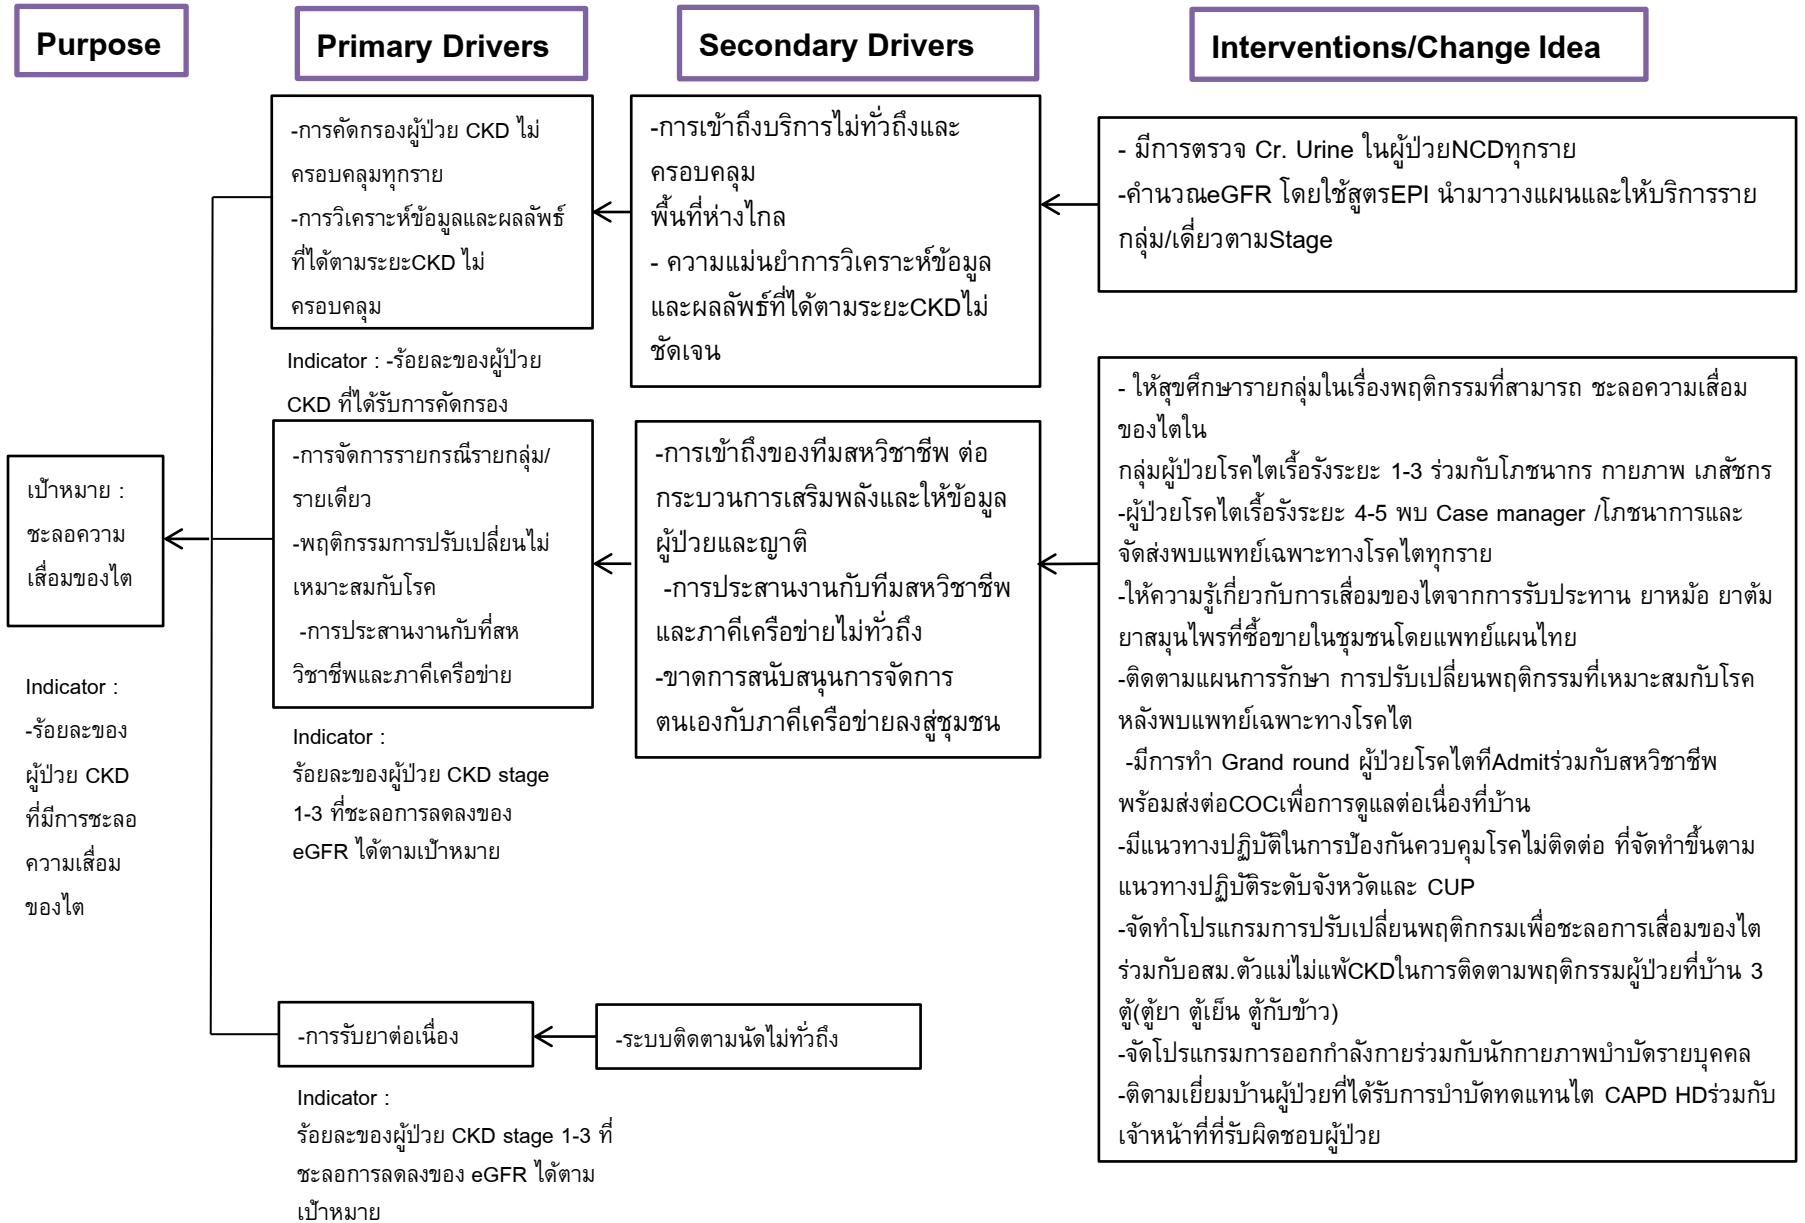 Purpose
Primary Drivers
Secondary Drivers
Interventions/Change Idea
เป้าหมาย :
ชะลอความ
เสื่อมของไต
Indicator :
-ร้อยละของ
ผู้ป่วย CKD
ที่มีการชะลอ
ความเสื่อม
ของไต
-การคัดกรองผู้ป่วย CKD ไม่
ครอบคลุมทุกราย
-การวิเคราะห์ข้อมูลและผลลัพธ์
ที่ได้ตามระยะCKD ไม่
ครอบคลุม
Indicator : -ร้อยละของผู้ป่วย
CKD ที่ได้รับการคัดกรอง
-การจัดการรายกรณีรายกลุ่ม/
รายเดียว
-พฤติกรรมการปรับเปลี่ยนไม่
เหมาะสมกับโรค
-การประสานงานกับที่สห
วิชาชีพและภาคีเครือข่าย
Indicator :
ร้อยละของผู้ป่วย CKD stage
1-3 ที่ชะลอการลดลงของ
eGFR ได้ตามเป้าหมาย
-การรับยาต่อเนื่อง
Indicator :
ร้อยละของผู้ป่วย CKD stage 1-3 ที่
ชะลอการลดลงของ eGFR ได้ตาม
เป้าหมาย
-การเข้าถึงบริการไม่ทั่วถึงและ
ครอบคลุม
พื้นที่ห่างไกล
- ความแม่นยำการวิเคราะห์ข้อมูล
และผลลัพธ์ที่ได้ตามระยะCKDไม่
ชัดเจน
-การเข้าถึงของทีมสหวิชาชีพ ต่อ
กระบวนการเสริมพลังและให้ข้อมูล
ผู้ป่วยและญาติ
-การประสานงานกับทีมสหวิชาชีพ
และภาคีเครือข่ายไม่ทั่วถึง
-ขาดการสนับสนุนการจัดการ
ตนเองกับภาคีเครือข่ายลงสู่ชุมชน
-ระบบติดตามนัดไม่ทั่วถึง
- มีการตรวจ Cr. Urine ในผู้ป่วยNCDทุกราย
-คำนวณeGFR โดยใช้สูตรEPI นำมาวางแผนและให้บริการราย
กลุ่ม/เดี่ยวตามStage
- ให้สุขศึกษารายกลุ่มในเรื่องพฤติกรรมที่สามารถ ชะลอความเสื่อม
ของไตใน
กลุ่มผู้ป่วยโรคไตเรื้อรังระยะ 1-3 ร่วมกับโภชนากร กายภาพ เภสัชกร
-ผู้ป่วยโรคไตเรื้อรังระยะ 4-5 พบ Case manager /โภชนาการและ
จัดส่งพบแพทย์เฉพาะทางโรคไตทุกราย
-ให้ความรู้เกี่ยวกับการเสื่อมของไตจากการรับประทาน ยาหม้อ ยาต้ม
ยาสมุนไพรที่ซื้อขายในชุมชนโดยแพทย์แผนไทย
-ติดตามแผนการรักษา การปรับเปลี่ยนพฤติกรรมที่เหมาะสมกับโรค
หลังพบแพทย์เฉพาะทางโรคไต
-มีการทำ Grand round ผู้ป่วยโรคไตทีAdmitร่วมกับสหวิชาชีพ
พร้อมส่งต่อCOCเพื่อการดูแลต่อเนื่องที่บ้าน
-มีแนวทางปฏิบัติในการป้องกันควบคุมโรคไม่ติดต่อ ที่จัดทำขึ้นตาม
แนวทางปฏิบัติระดับจังหวัดและ CUP
-จัดทำโปรแกรมการปรับเปลี่ยนพฤติกกรมเพื่อชะลอการเสื่อมของไต
ร่วมกับอสม.ตัวแม่ไม่แพ้CKDในการติดตามพฤติกรรมผู้ป่วยที่บ้าน 3
ตู้(ตู้ยา ตู้เย็น ตู้กับข้าว)
-จัดโปรแกรมการออกกำลังกายร่วมกับนักกายภาพบำบัดรายบุคคล
-ติดามเยี่ยมบ้านผู้ป่วยที่ได้รับการบำบัดทดแทนไต CAPD HDร่วมกับ
เจ้าหน้าที่ที่รับผิดชอบผู้ป่วย